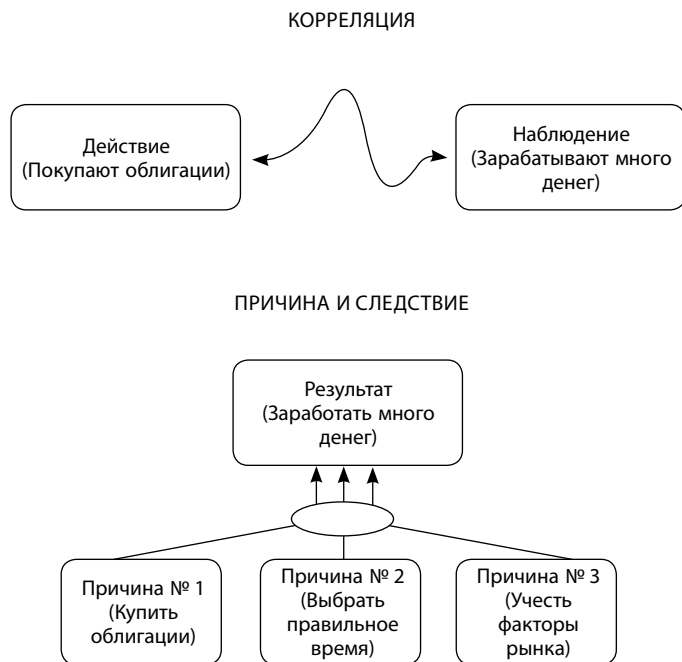 КОРРЕЛЯЦИЯ
Действие
(Покупают облигации)
Наблюдение
(Зарабатывают много
денег)
ПРИЧИНА И СЛЕДСТВИЕ
Результат
(Заработать много
денег)
Причина № 1
(Купить
облигации)
Причина № 2
(Выбрать
правильное
время)
Причина № 3
(Учесть
факторы
рынка)